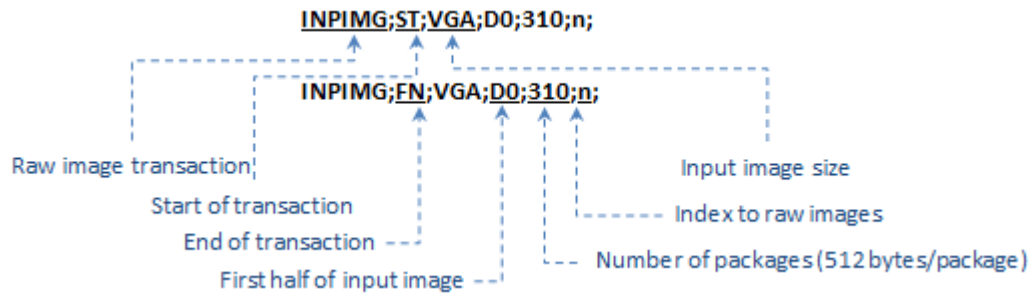 INPIMG;ST;VGA;D0;310;n;
INPIMG;FN;VGA;D0;310;n;
Raw image transaction
Input image size
Start of transaction
Index to raw images
End of transaction
Number of packages (512 bytes/package)
First half of input image